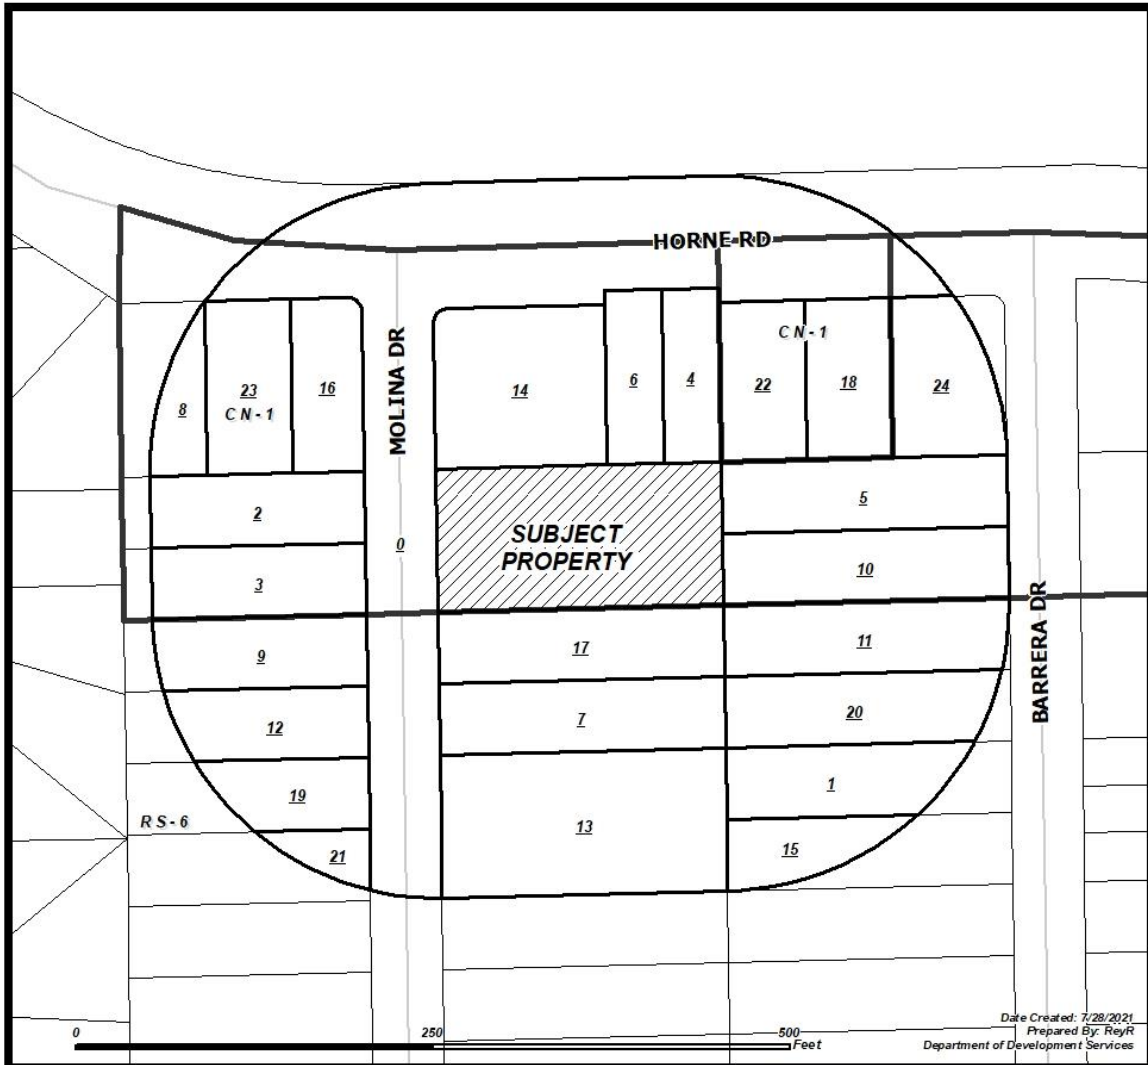 HORNE RD
MOLINA DR
BARRERA DR
CN-1
CN-1
RS-6
8
23
16
14
6
4
22
18
24
2
0
SUBJECT
PROPERTY
5
3
10
9
17
11
12
7
20
19
1
13
21
15
0
250
500
Feet
Date Created: 7/28/2021
Prepared By: ReyR
Department of Development Services